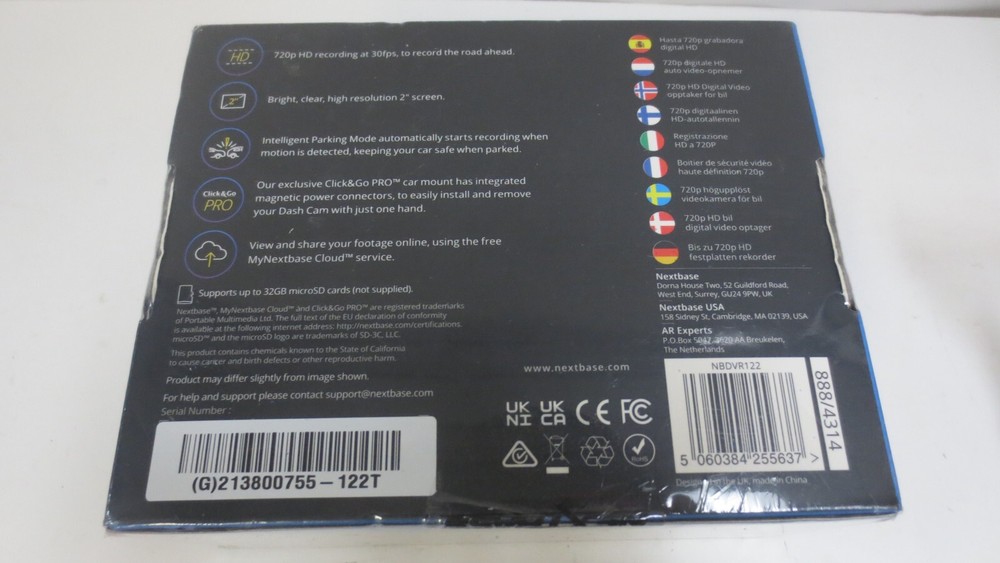 HD
720p HD recording at 30fps, to record the road ahead.
2"
Bright, clear, high resolution 2" screen.
Intelligent Parking Mode automatically starts recording when
motion is detected, keeping your car safe when parked.
Click&Go
PRO
Our exclusive Click&Go PRO™ car mount has integrated
magnetic power connectors, to easily install and remove
your Dash Cam with just one hand.
View and share your footage online, using the free
MyNextbase Cloud™ service.
Supports up to 32GB microSD cards (not supplied).
Nextbase™, MyNextbase Cloud™ and Click&Go PRO™ are registered trademarks
of Portable Multimedia Ltd. The full text of the EU declaration of conformity
is available at the following internet address: http://nextbase.com/certifications.
microSD™ and the microSD logo are trademarks of SD-3C, LLC.
This product contains chemicals known to the State of California
to cause cancer and birth defects or other reproductive harm.
Product may differ slightly from image shown.
For help and support please contact support@nextbase.com
Serial Number :
(G)213800755-122T
Hasta 720p grabadora
digital HD
720p digitale HD
auto video-opnemer
720p HD Digital Video
opptaker for bil
720p digitaalinen
HD-autotallennin
Registrazione
HD a 720P
Boitier de sécurité vidéo
haute définition 720p
720p högupplöst
videokamera för bil
720p HD bil
digital video optager
Bis zu 720p HD
festplatten rekorder
Nextbase
Dorna House Two, 52 Guildford Road,
West End, Surrey, GU24 9PW, UK
Nextbase USA
158 Sidney St, Cambridge, MA 02139, USA
AR Experts
P.O.Box 3620 AA Breukelen,
The Netherlands
www.nextbase.com
UK
NI
UK
CA
CE
FC
RoHS
NBDVR122
5 060384 255637 >
888/4314
Designed in the UK, made in China